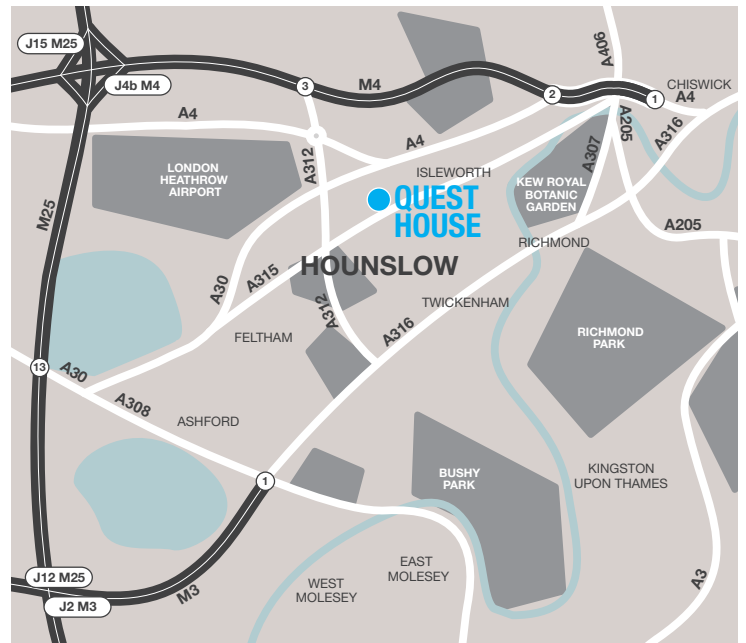 A406
J15 M25
J4b M4
3
M4
2
1
CHISWICK
A4
A4
A4
A312
A205
A316
A307
ISLEWORTH
LONDON
HEATHROW
AIRPORT
KEW ROYAL
BOTANIC
GARDEN
QUEST
HOUSE
M25
A205
RICHMOND
HOUNSLOW
A30
A315
A312
TWICKENHAM
A316
FELTHAM
RICHMOND
PARK
13
A30
A308
ASHFORD
1
BUSHY
PARK
KINGSTON
UPON THAMES
EAST
MOLESEY
WEST
MOLESEY
J12 M25
J2 M3
M3
A3